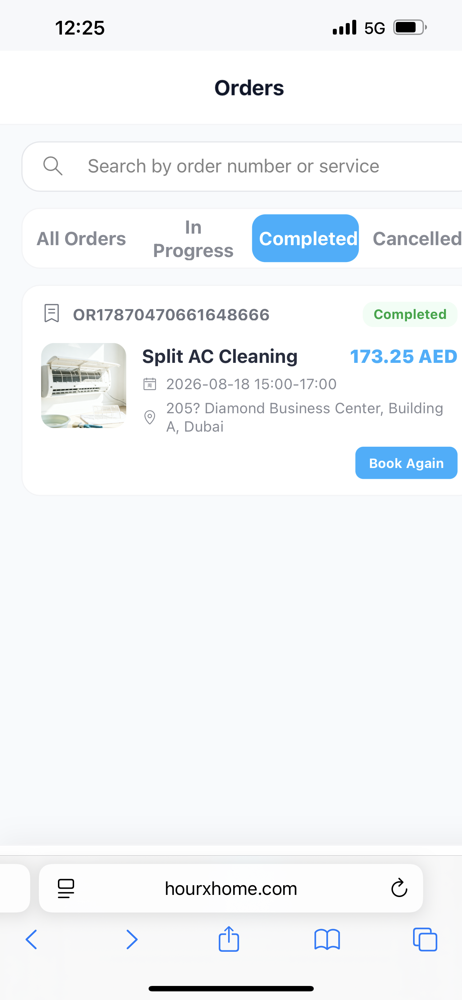 12:25
5G
Orders
Search by order number or service
All Orders
In
Progress
Completed
Cancelled
OR17870470661648666
Completed
Split AC Cleaning
173.25 AED
周
2026-08-18 15:00-17:00
205? Diamond Business Center, Building
A, Dubai
Book Again
hourxhome.com